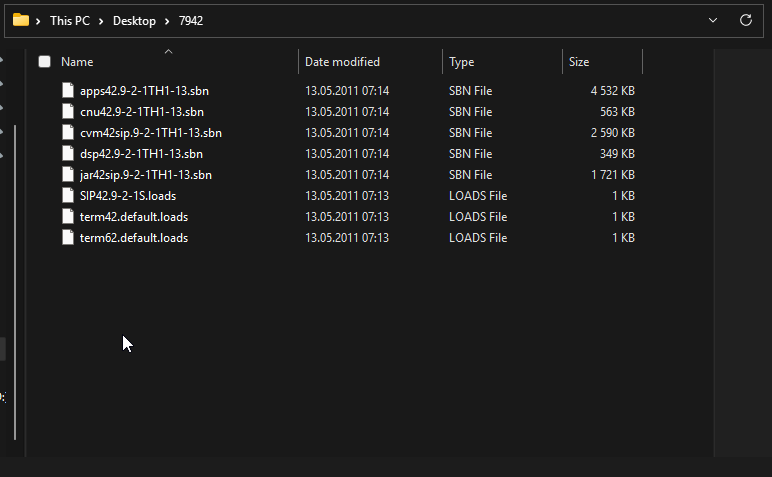 This PC > Desktop > 7942
Name Date modified Type Size
apps42.9-2-1TH1-13.sbn 13.05.2011 07:14 SBN File 4 532 KB
cnu42.9-2-1TH1-13.sbn 13.05.2011 07:14 SBN File 563 KB
cvm42sip.9-2-1TH1-13.sbn 13.05.2011 07:14 SBN File 2 590 KB
dsp42.9-2-1TH1-13.sbn 13.05.2011 07:14 SBN File 349 KB
jar42sip.9-2-1TH1-13.sbn 13.05.2011 07:14 SBN File 1 721 KB
SIP42.9-2-1S.loads 13.05.2011 07:13 LOADS File 1 KB
term42.default.loads 13.05.2011 07:13 LOADS File 1 KB
term62.default.loads 13.05.2011 07:13 LOADS File 1 KB